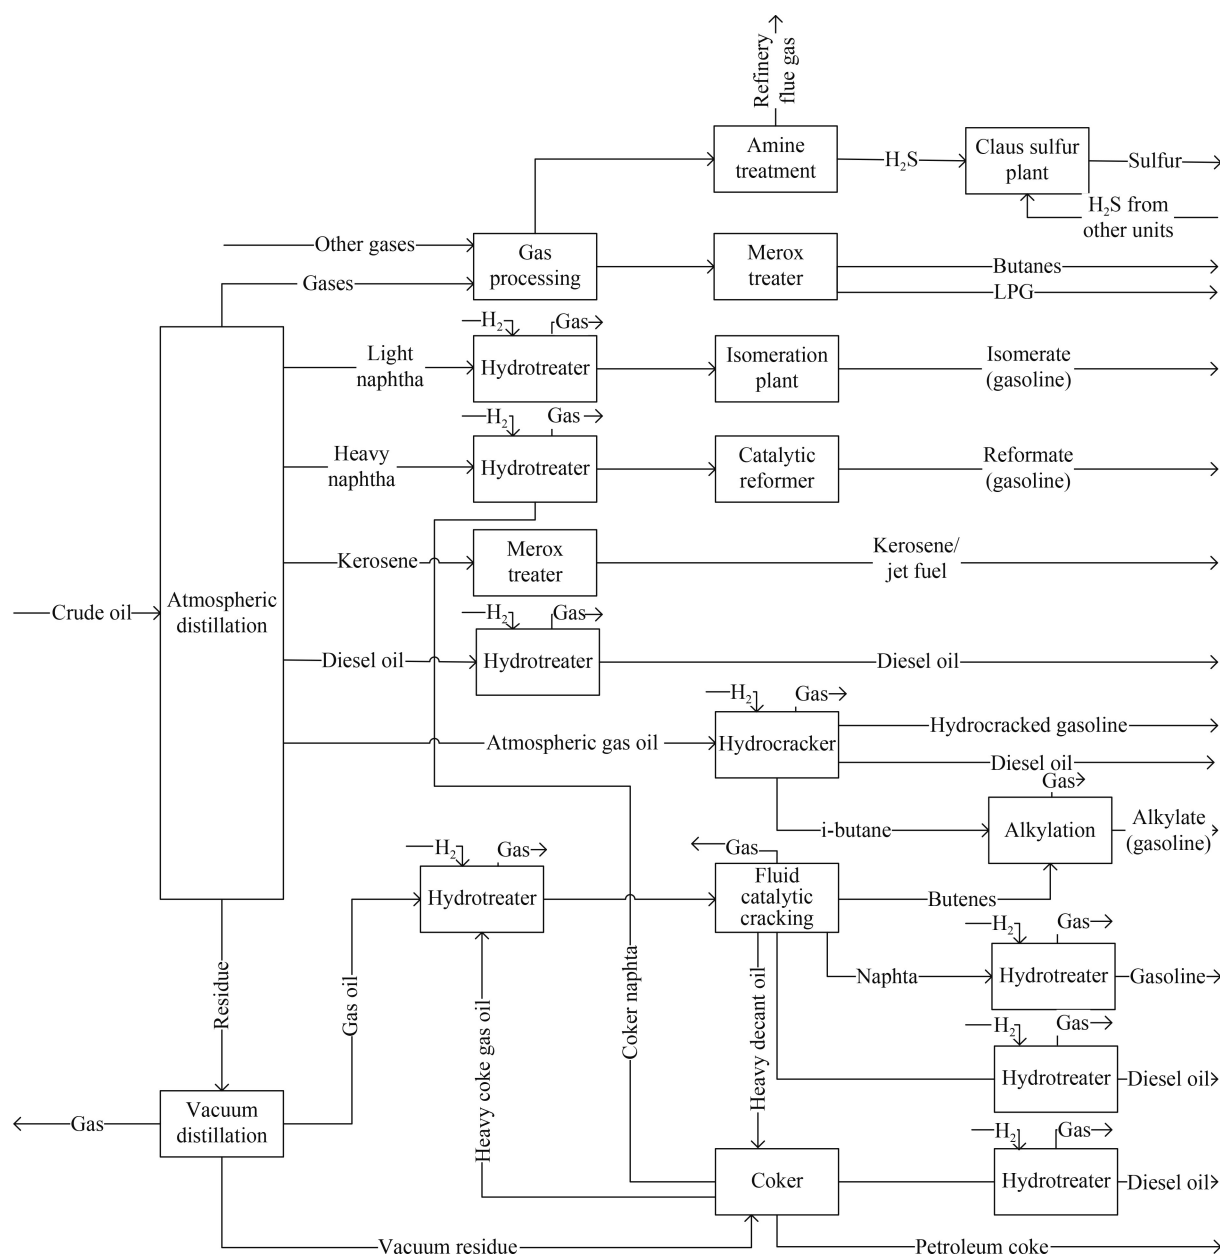 Refinery
flue gas
Amine
treatment
H₂S
Claus sulfur
plant
Sulfur
H₂S from
other units
Other gases
Gases
Gas
processing
Merox
treater
Butanes
LPG
H₂
Gas
Light
naphtha
Hydrotreater
Isomeration
plant
Isomerate
(gasoline)
H₂
Gas
Heavy
naphtha
Hydrotreater
Catalytic
reformer
Reformate
(gasoline)
Kerosene
Merox
treater
Kerosene/
jet fuel
Crude oil
Atmospheric
distillation
H₂
Gas
Diesel oil
Hydrotreater
Diesel oil
H₂
Gas
Atmospheric gas oil
Hydrocracker
Hydrocracked gasoline
Diesel oil
Gas
i-butane
Alkylation
Alkylate
(gasoline)
H₂
Gas
Hydrotreater
Gas
Fluid
catalytic
cracking
Butenes
H₂
Gas
Naphta
Hydrotreater
Gasoline
Residue
Gas oil
Heavy coke gas oil
Coker naphta
Heavy decant oil
H₂
Gas
Hydrotreater
Diesel oil
Gas
Vacuum
distillation
H₂
Gas
Coker
Hydrotreater
Diesel oil
Vacuum residue
Petroleum coke